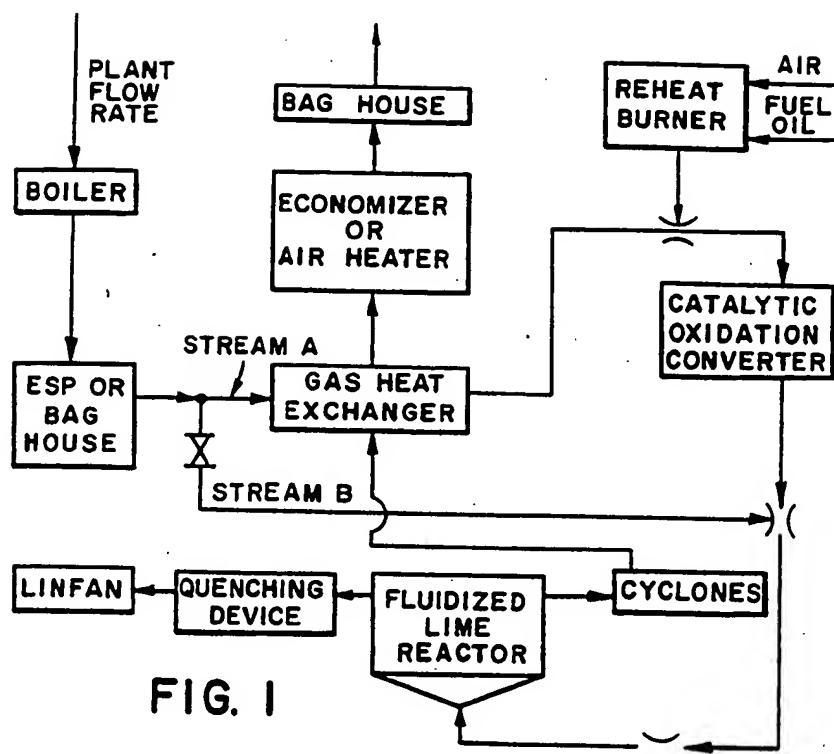 PLANT
FLOW
RATE
BOILER
ESP OR
BAG
HOUSE
STREAM A
STREAM B
BAG HOUSE
ECONOMIZER
OR
AIR HEATER
GAS HEAT
EXCHANGER
REHEAT
BURNER
AIR
FUEL
OIL
CATALYTIC
OXIDATION
CONVERTER
LINFAN
QUENCHING
DEVICE
FLUIDIZED
LIME
REACTOR
CYCLONES
FIG. 1